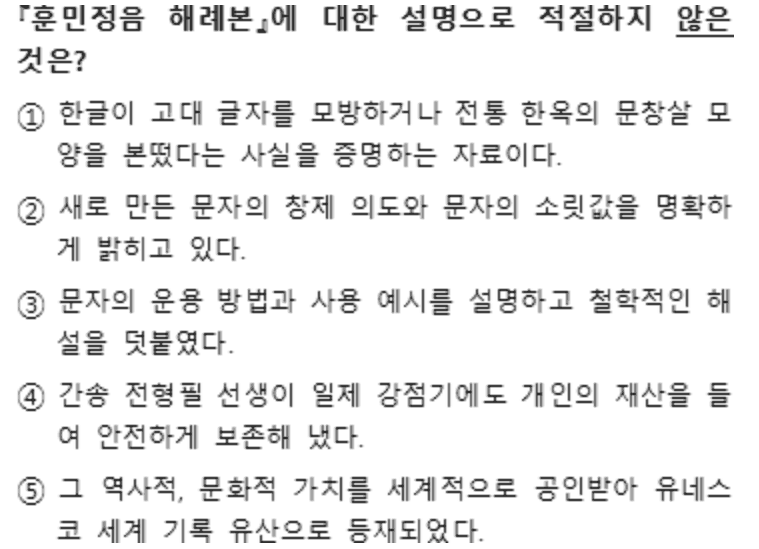 『훈민정음 해례본』에 대한 설명으로 적절하지 않은
것은?
① 한글이 고대 글자를 모방하거나 전통 한옥의 문창살 모
양을 본떴다는 사실을 증명하는 자료이다.
② 새로 만든 문자의 창제 의도와 문자의 소릿값을 명확하
게 밝히고 있다.
③ 문자의 운용 방법과 사용 예시를 설명하고 철학적인 해
설을 덧붙였다.
④ 간송 전형필 선생이 일제 강점기에도 개인의 재산을 들
여 안전하게 보존해 냈다.
⑤ 그 역사적, 문화적 가치를 세계적으로 공인받아 유네스
코 세계 기록 유산으로 등재되었다.